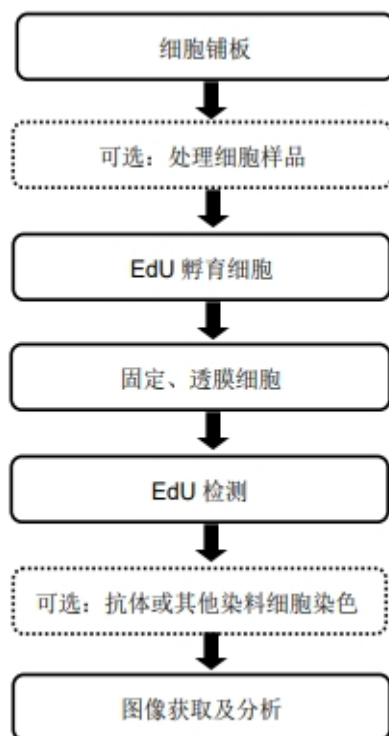 细胞铺板
可选：处理细胞样品
EdU 孵育细胞
固定、透膜细胞
EdU 检测
可选：抗体或其他染料细胞染色
图像获取及分析